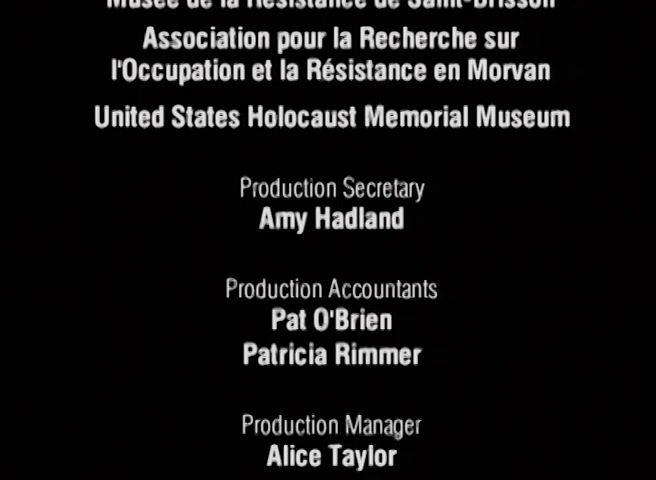 Musée de la Résistance de Saint-Brisson
Association pour la Recherche sur
l'Occupation et la Résistance en Morvan
United States Holocaust Memorial Museum
Production Secretary
Amy Hadland
Production Accountants
Pat O'Brien
Patricia Rimmer
Production Manager
Alice Taylor